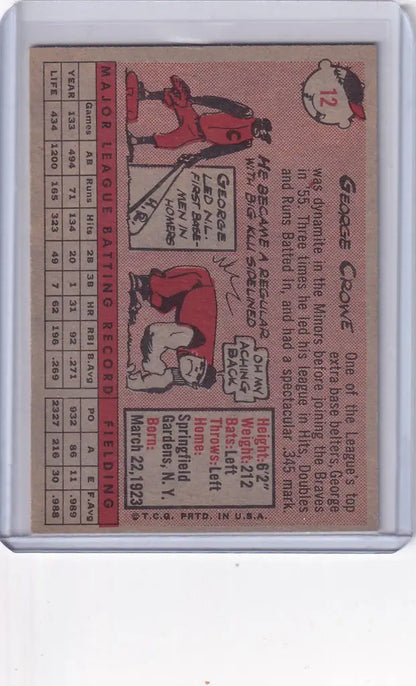 12
GEORGE CROWE
One of the League's top
extra base belters, George
was dynamite in the Minors before joining the Braves
in '55. Three times he led his league in Hits, Doubles
and Runs Batted In, and had a spectacular .345 mark.
HE BECAME A REGULAR
WITH BIG KLU SIDELINED
C
GEORGE
LED N.L.
FIRST BASE-
MEN IN
HOMERS
OH MY
ACHING
BACK
Height: 6'2"
Weight: 212
Bats: Left
Throws: Left
Home:
Springfield
Gardens, N. Y.
Born:
March 22, 1923
© T.C.G. PRTD. IN U.S.A.
MAJOR LEAGUE BATTING RECORD FIELDING
Games AB Runs Hits 2B 3B HR RBI B.Avg PO A E F.Avg
YEAR 133 494 71 134 20 1 31 92 .271 932 86 11 .989
LIFE 434 1200 165 323 49 7 62 196 .269 2327 216 30 .988